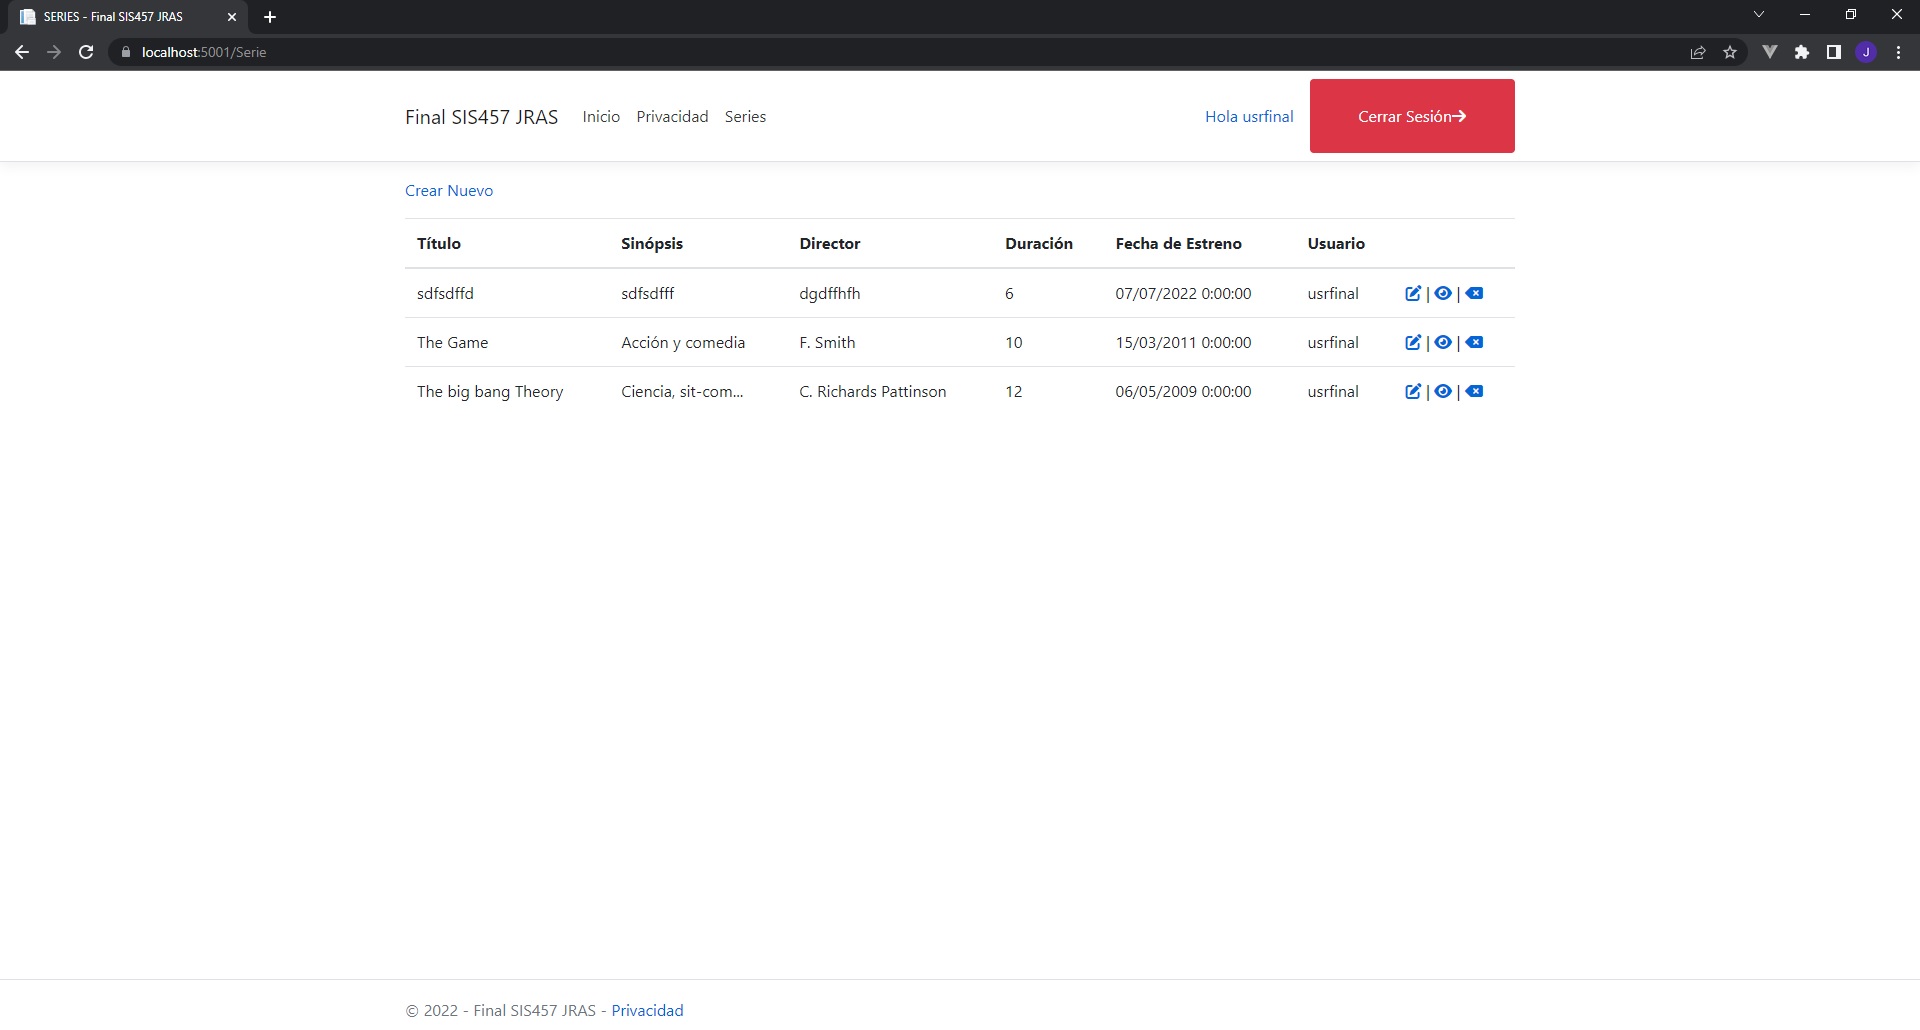 SERIES - Final SIS457 JRAS
localhost:5001/Serie
J
Final SIS457 JRAS Inicio Privacidad Series Hola usrfinal Cerrar Sesión
Crear Nuevo
Título Sinópsis Director Duración Fecha de Estreno Usuario
sdfsdffd sdfsdfff dgdffhfh 6 07/07/2022 0:00:00 usrfinal | |
The Game Acción y comedia F. Smith 10 15/03/2011 0:00:00 usrfinal | |
The big bang Theory Ciencia, sit-com... C. Richards Pattinson 12 06/05/2009 0:00:00 usrfinal | |
© 2022 - Final SIS457 JRAS - Privacidad